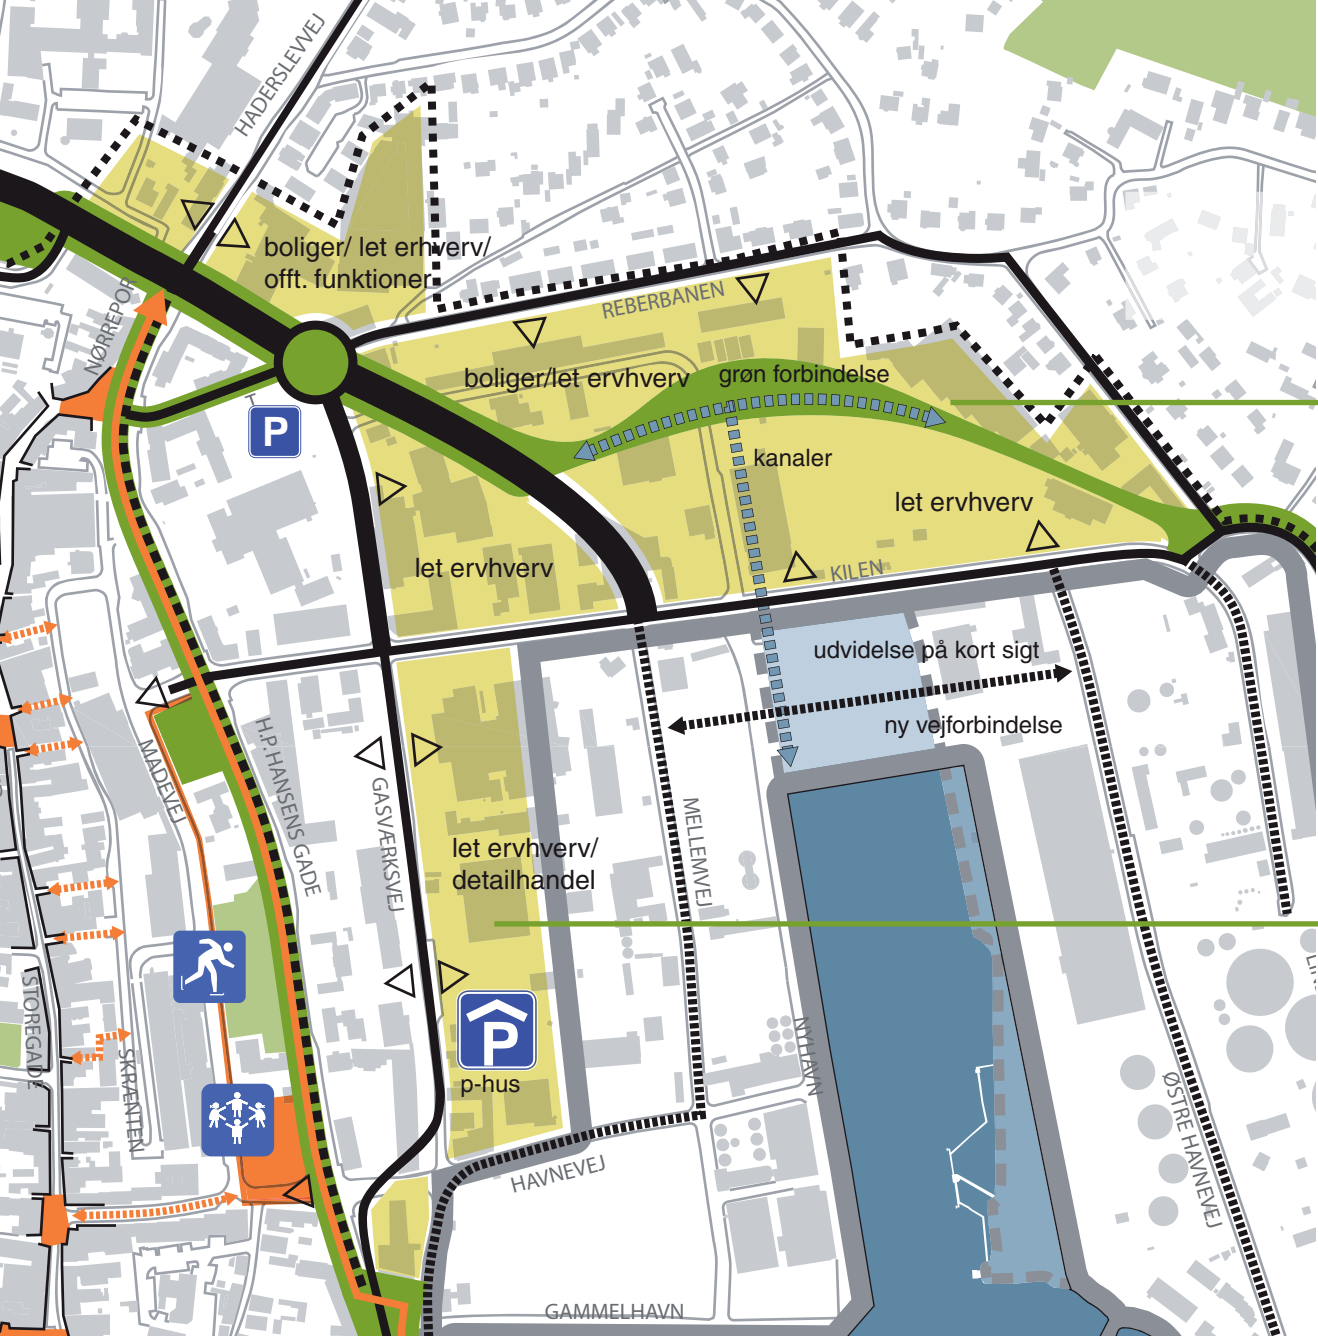 HADERSLEVVEJ
boliger/ let erhverv/
offt. funktioner
NØRREPOR
REBERBANEN
boliger/let ervhverv
grøn forbindelse
P
kanaler
let ervhverv
let ervhverv
KILEN
udvidelse på kort sigt
ny vejforbindelse
MADEVEJ
H.P.HANSENS GADE
GASVÆRKSVEJ
MELLEMVEJ
let ervhverv/
detailhandel
STOREGADE
SKRÆNTEN
P
p-hus
NYHAVN
ØSTRE HAVNEVEJ
HAVNEVEJ
GAMMELHAVN